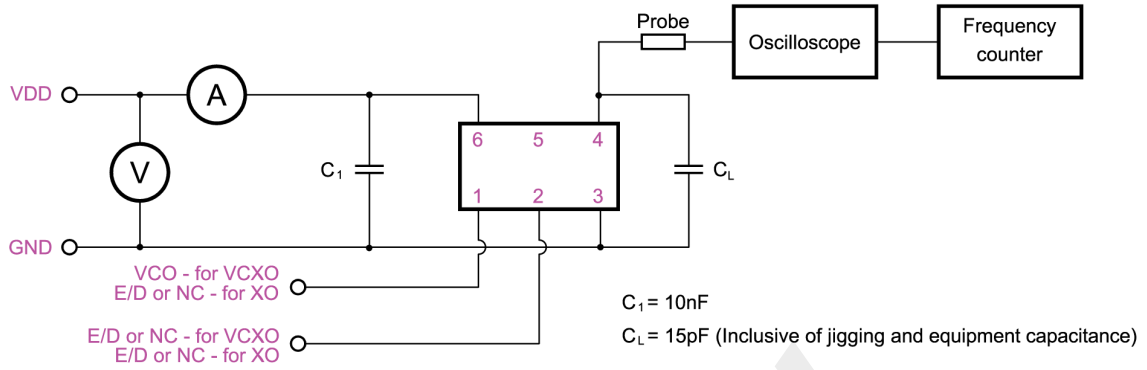 Probe
Oscilloscope
Frequency
counter
VDD
A
V
C1
6 5 4
1 2 3
CL
GND
VCO - for VCXO
E/D or NC - for XO
E/D or NC - for VCXO
E/D or NC - for XO
C1 = 10nF
CL = 15pF (Inclusive of jigging and equipment capacitance)